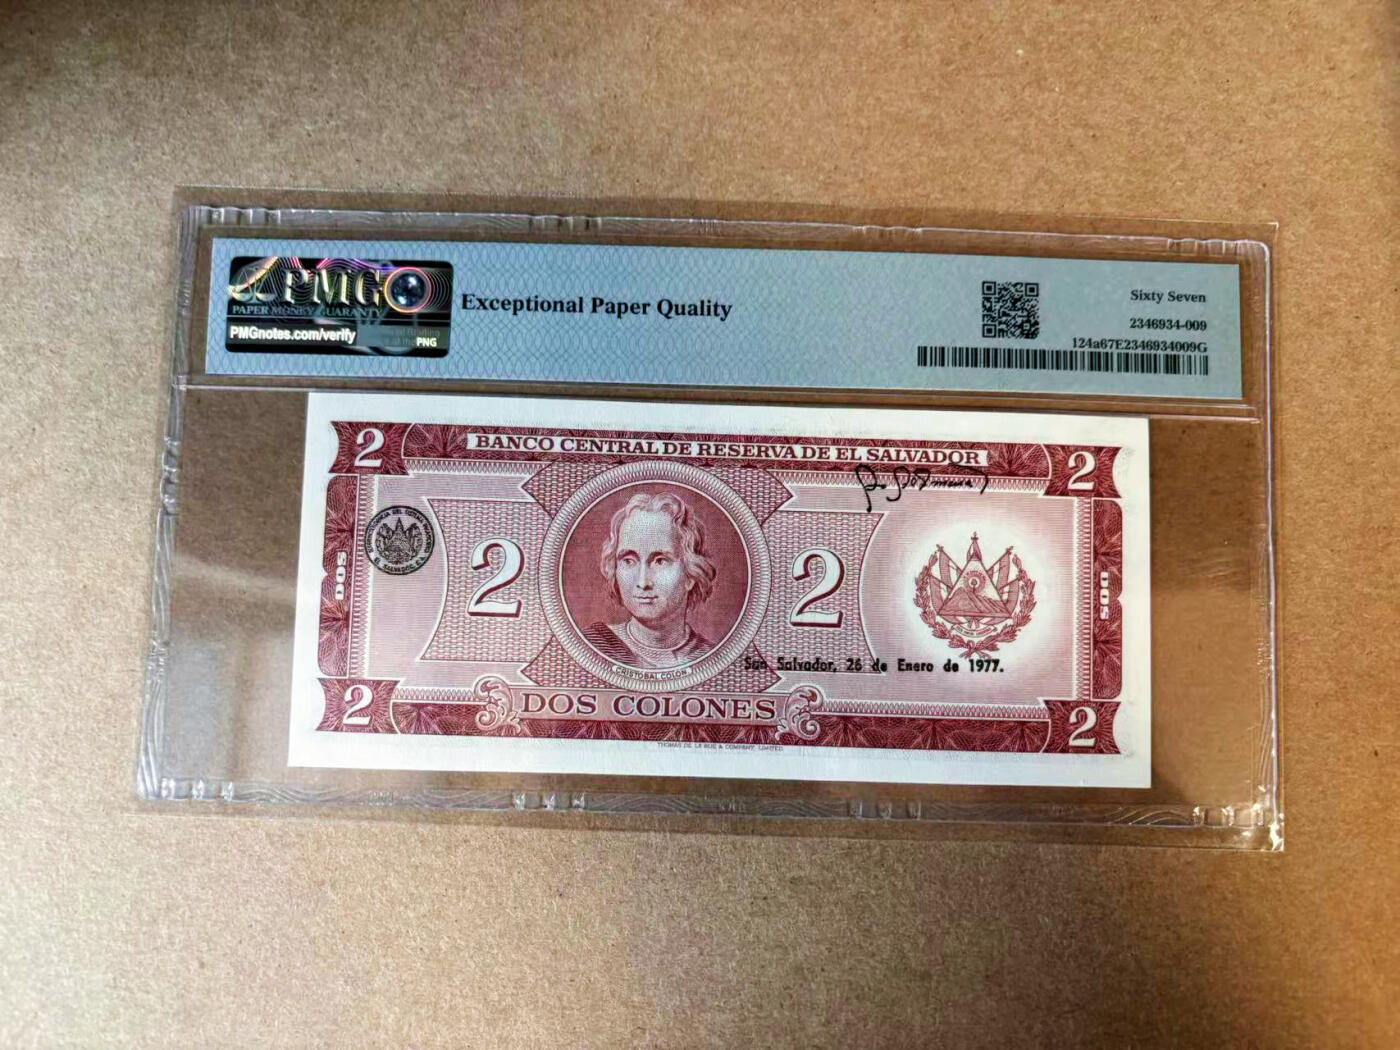 PMG
PAPER MONEY GUARANTY
PMGnotes.com/verify
PNG
Exceptional Paper Quality
Sixty Seven
2346934-009
124a67E2346934009G
2
BANCO CENTRAL DE RESERVA DE EL SALVADOR
2
DOS
2
2
DOS
CRISTOBAL COLON
San Salvador, 26 de Enero de 1977.
2
DOS COLONES
2
THOMAS DE LA RUE & COMPANY, LIMITED